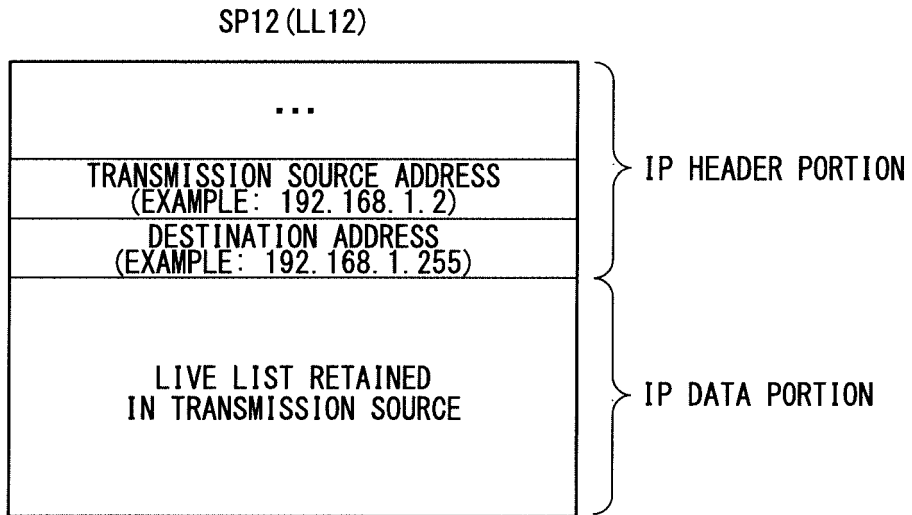 SP12(LL12)
...
TRANSMISSION SOURCE ADDRESS
(EXAMPLE: 192.168.1.2)
DESTINATION ADDRESS
(EXAMPLE: 192.168.1.255)
IP HEADER PORTION
LIVE LIST RETAINED
IN TRANSMISSION SOURCE
IP DATA PORTION